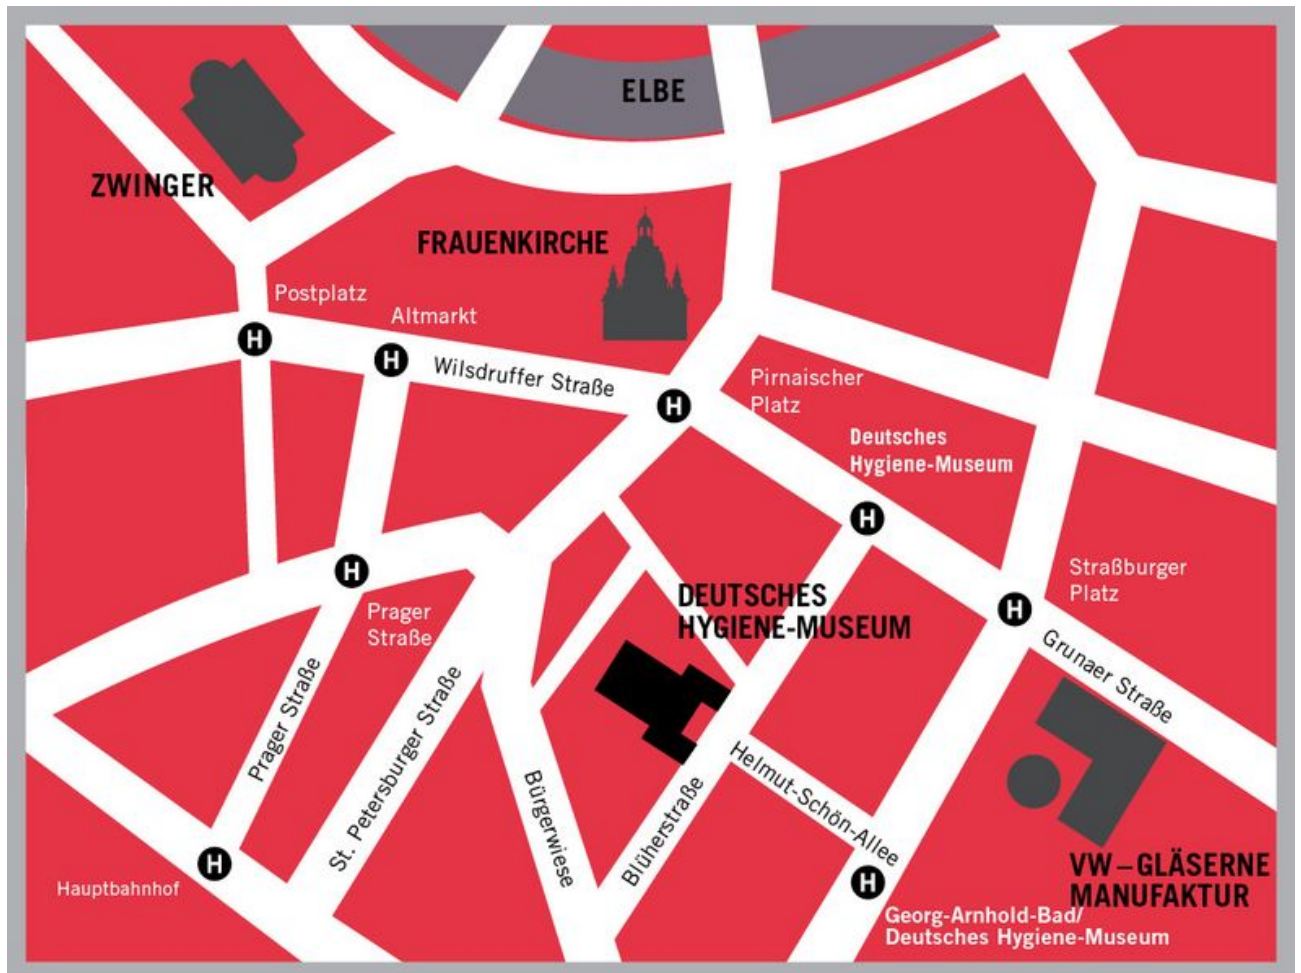 ELBE
ZWINGER
FRAUENKIRCHE
Postplatz
Altmarkt
H
H
Wilsdruffer Straße
H
Pirnaischer
Platz
Deutsches
Hygiene-Museum
H
H
Prager
Straße
Straßburger
Platz
H
DEUTSCHES
HYGIENE-MUSEUM
Grunaer Straße
Prager Straße
St. Petersburger Straße
Bürgerwiese
Blüherstraße
Helmut-Schön-Allee
H
Hauptbahnhof
H
VW – GLÄSERNE
MANUFAKTUR
Georg-Arnhold-Bad/
Deutsches Hygiene-Museum